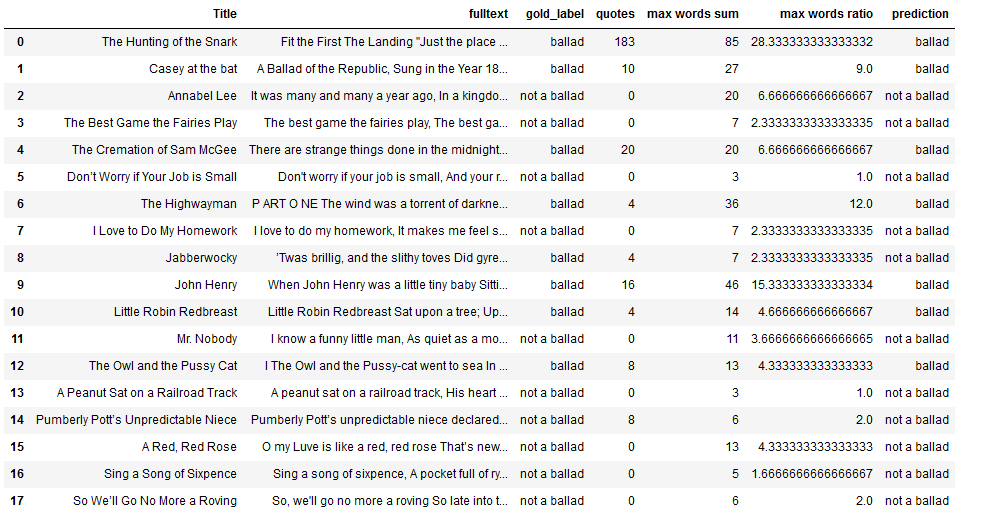 Title fulltext gold_label quotes max words sum max words ratio prediction
0 The Hunting of the Snark Fit the First The Landing "Just the place ... ballad 183 85 28.333333333333332 ballad
1 Casey at the bat A Ballad of the Republic, Sung in the Year 18... ballad 10 27 9.0 ballad
2 Annabel Lee It was many and many a year ago, In a kingdo... not a ballad 0 20 6.666666666666667 not a ballad
3 The Best Game the Fairies Play The best game the fairies play, The best ga... not a ballad 0 7 2.3333333333333335 not a ballad
4 The Cremation of Sam McGee There are strange things done in the midnight... ballad 20 20 6.666666666666667 ballad
5 Don't Worry if Your Job is Small Don't worry if your job is small, And your r... not a ballad 0 3 1.0 not a ballad
6 The Highwayman P ART O NE The wind was a torrent of darkne... ballad 4 36 12.0 ballad
7 I Love to Do My Homework I love to do my homework, It makes me feel s... not a ballad 0 7 2.3333333333333335 not a ballad
8 Jabberwocky 'Twas brillig, and the slithy toves Did gyre... ballad 4 7 2.3333333333333335 not a ballad
9 John Henry When John Henry was a little tiny baby Sitti... ballad 16 46 15.333333333333334 ballad
10 Little Robin Redbreast Little Robin Redbreast Sat upon a tree; Up... ballad 4 14 4.666666666666667 ballad
11 Mr. Nobody I know a funny little man, As quiet as a mo... not a ballad 0 11 3.6666666666666665 not a ballad
12 The Owl and the Pussy Cat I The Owl and the Pussy-cat went to sea In ... ballad 8 13 4.333333333333333 ballad
13 A Peanut Sat on a Railroad Track A peanut sat on a railroad track, His heart ... not a ballad 0 3 1.0 not a ballad
14 Pumberly Pott's Unpredictable Niece Pumberly Pott's unpredictable niece declared... not a ballad 8 6 2.0 not a ballad
15 A Red, Red Rose O my Luve is like a red, red rose That's new... not a ballad 0 13 4.333333333333333 not a ballad
16 Sing a Song of Sixpence Sing a song of sixpence, A pocket full of ry... not a ballad 0 5 1.6666666666666667 not a ballad
17 So We'll Go No More a Roving So, we'll go no more a roving So late into t... not a ballad 0 6 2.0 not a ballad